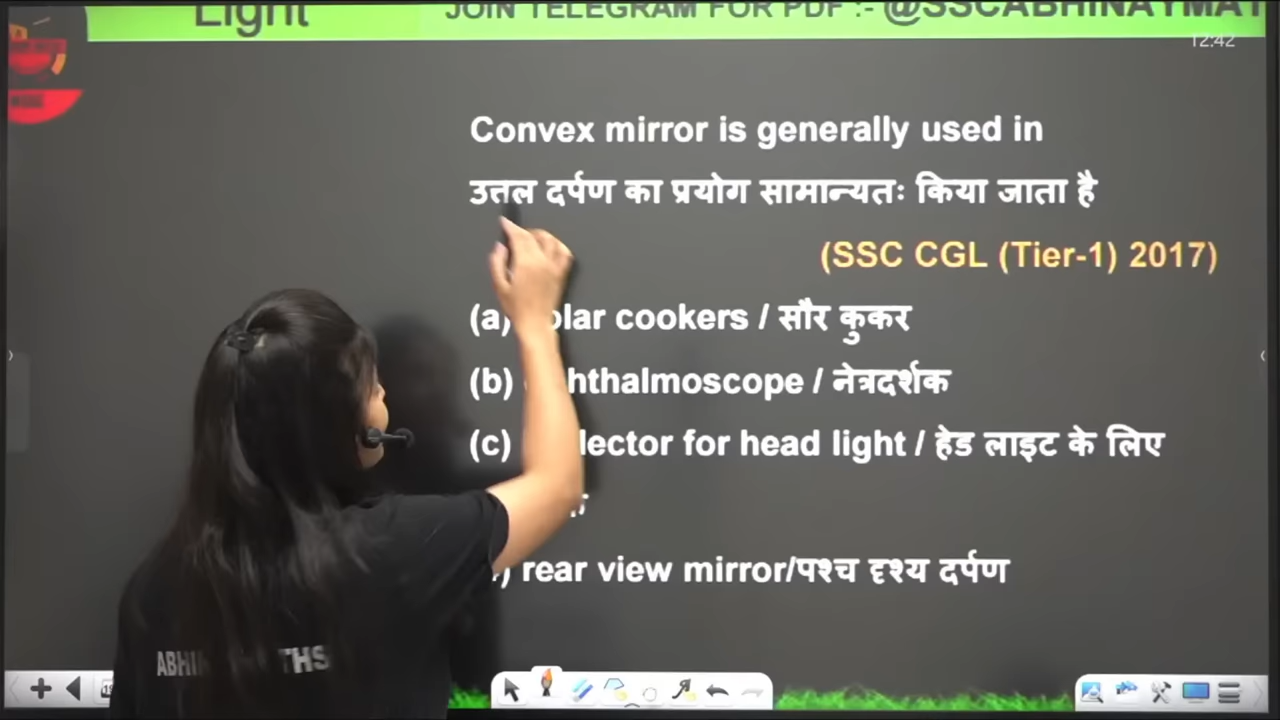 Light
JOIN TELEGRAM FOR PDF :- @SSCABHINAYMAT
12:42
Convex mirror is generally used in
उत्तल दर्पण का प्रयोग सामान्यतः किया जाता है
(SSC CGL (Tier-1) 2017)
(a) olar cookers / सौर कुकर
(b) hthalmoscope / नेत्रदर्शक
(c) lector for head light / हेड लाइट के लिए
rear view mirror/पश्च दृश्य दर्पण
ABHI THS